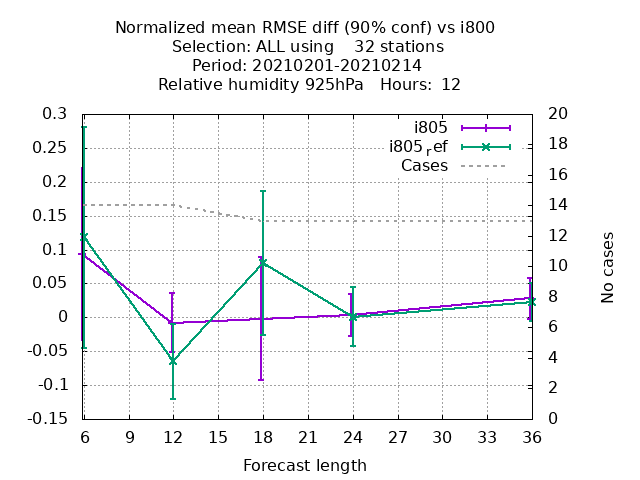 Normalized mean RMSE diff (90% conf) vs i800
Selection: ALL using 32 stations
Period: 20210201-20210214
Relative humidity 925hPa Hours: 12
0.3
0.25
0.2
0.15
0.1
0.05
0
-0.05
-0.1
-0.15
20
18
16
14
12
10
8
6
4
2
0
i805
i805ref
Cases
No cases
6 9 12 15 18 21 24 27 30 33 36
Forecast length